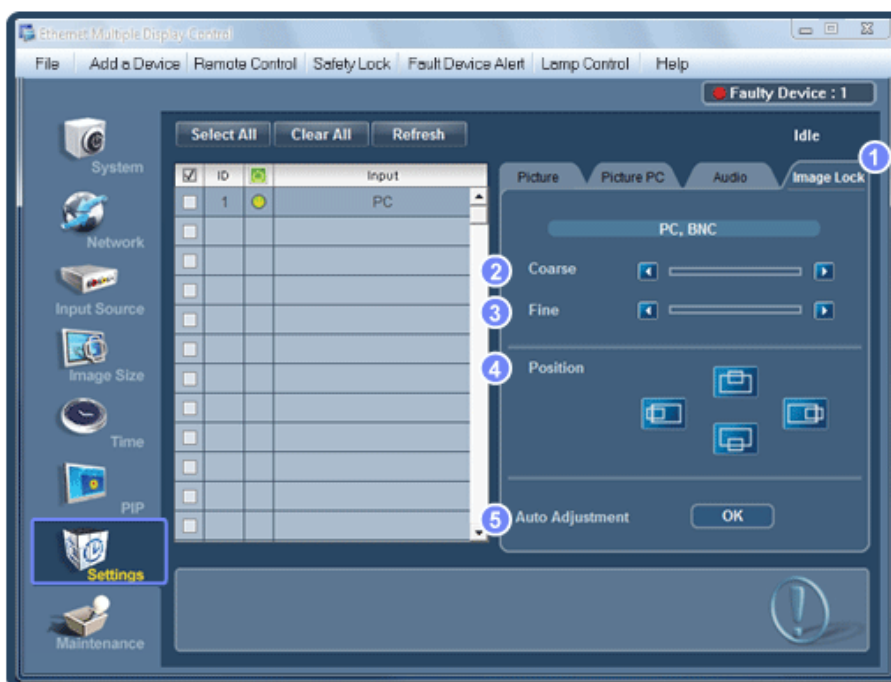 Ethernet Multiple Display Control
File Add a Device Remote Control Safety Lock Fault Device Alert Lamp Control Help
Faulty Device : 1
Select All Clear All Refresh
Idle
1
System
Network
Input Source
Image Size
Time
PIP
Settings
Maintenance
ID Input
1 PC
Picture Picture PC Audio Image Lock
PC, BNC
2 Coarse
3 Fine
4 Position
5 Auto Adjustment OK